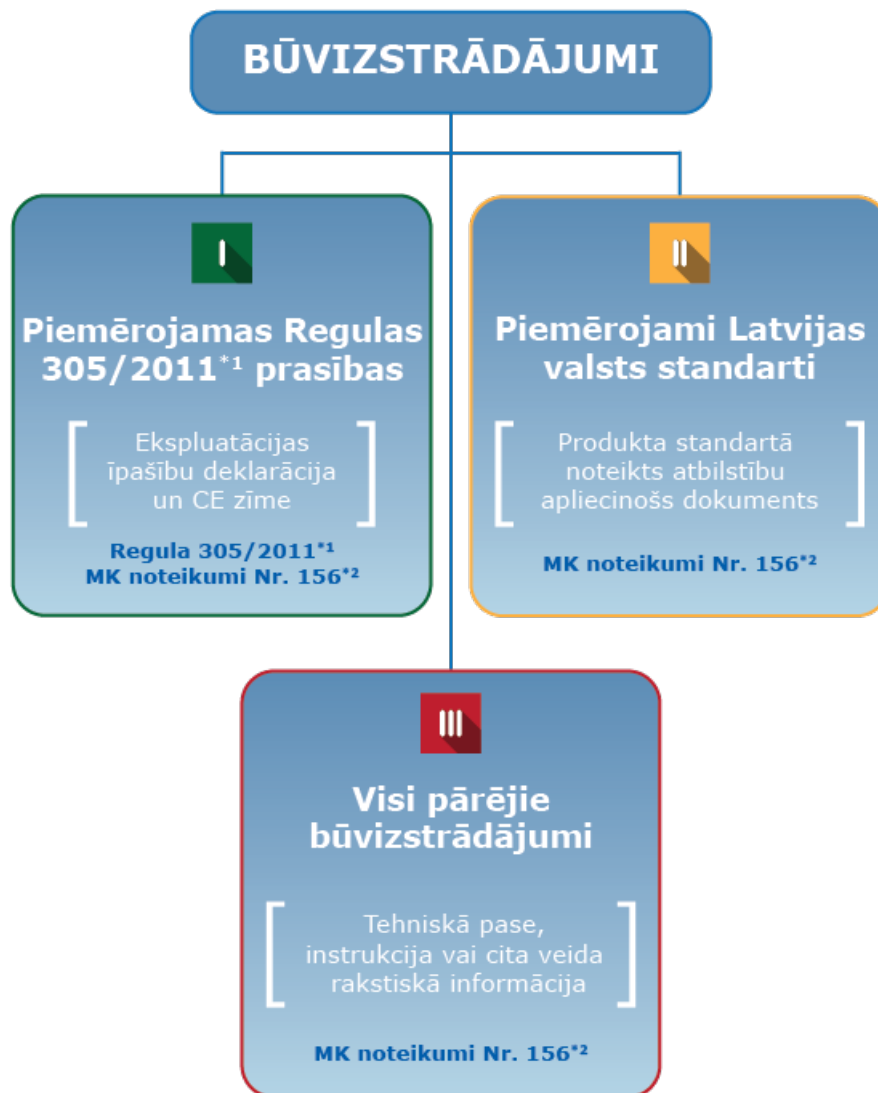 BŪVIZSTRĀDĀJUMI
I
Piemērojamas Regulas
305/2011*1 prasības
Ekspluatācijas
īpašību deklarācija
un CE zīme
Regula 305/2011*1
MK noteikumi Nr. 156*2
II
Piemērojami Latvijas
valsts standarti
Produkta standartā
noteikts atbilstību
apliecinošs dokuments
MK noteikumi Nr. 156*2
III
Visi pārējie
būvizstrādājumi
Tehniskā pase,
instrukcija vai cita veida
rakstiskā informācija
MK noteikumi Nr. 156*2